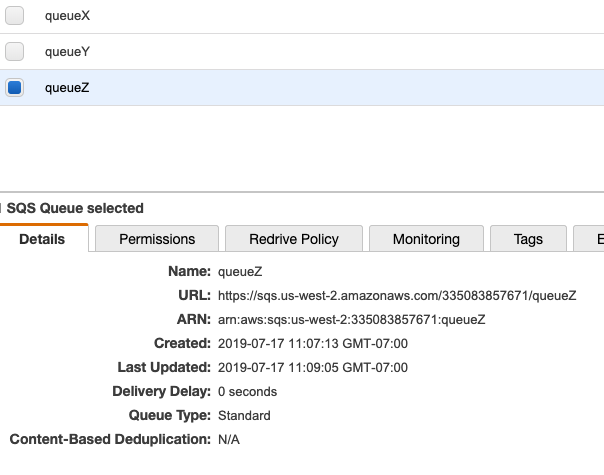 queueX
queueY
queueZ
SQS Queue selected
Details Permissions Redrive Policy Monitoring Tags E
Name: queueZ
URL: https://sqs.us-west-2.amazonaws.com/335083857671/queueZ
ARN: arn:aws:sqs:us-west-2:335083857671:queueZ
Created: 2019-07-17 11:07:13 GMT-07:00
Last Updated: 2019-07-17 11:09:05 GMT-07:00
Delivery Delay: 0 seconds
Queue Type: Standard
Content-Based Deduplication: N/A